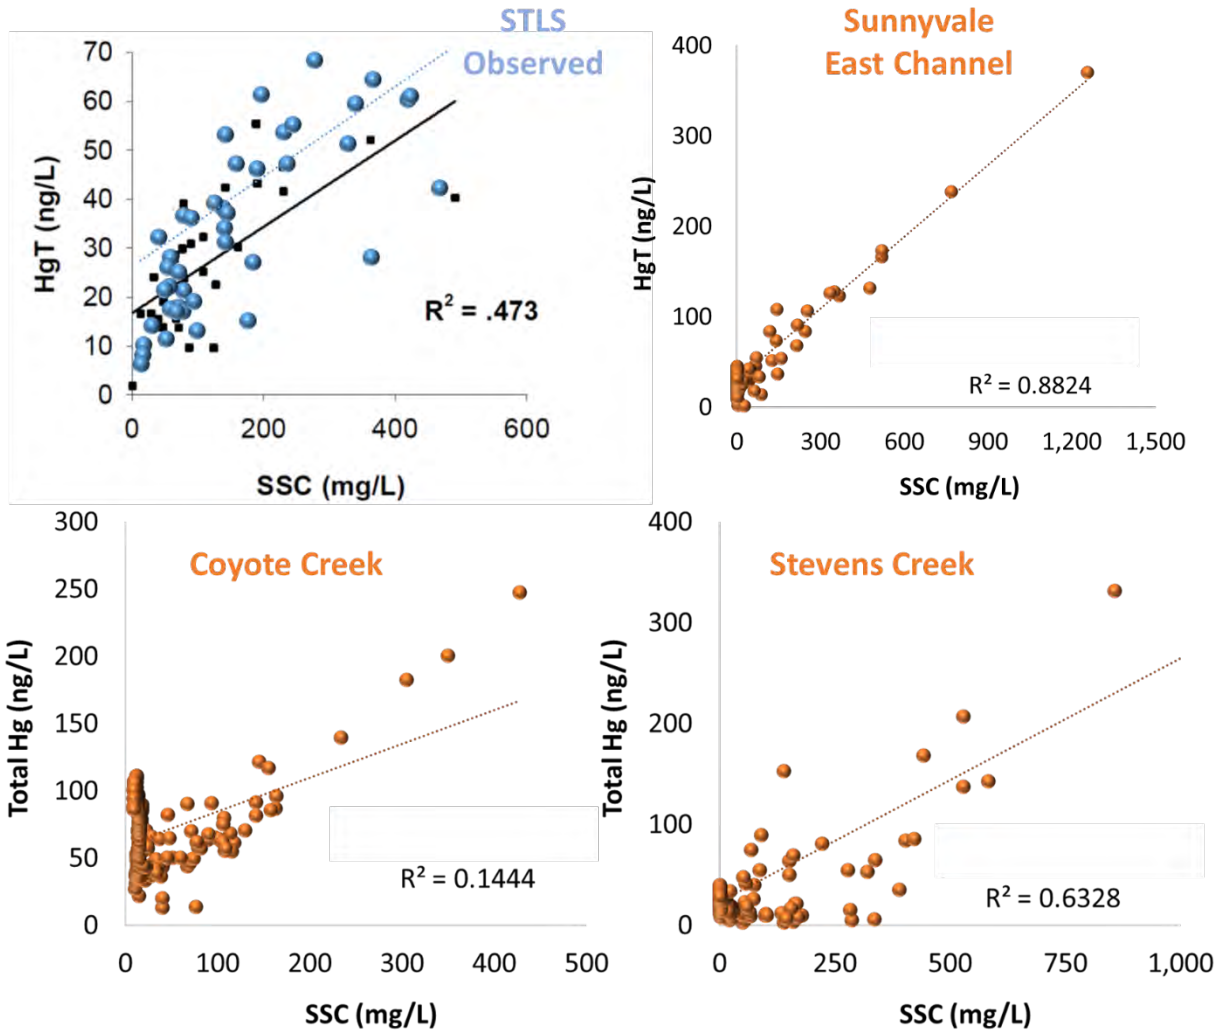 STLS
Observed
70
60
50
40
30
20
10
0
HgT (ng/L)
R² = .473
0 200 400 600
SSC (mg/L)
Sunnyvale
East Channel
400
300
200
100
0
HgT (ng/L)
R² = 0.8824
0 300 600 900 1,200 1,500
SSC (mg/L)
Coyote Creek
300
250
200
150
100
50
0
Total Hg (ng/L)
R² = 0.1444
0 100 200 300 400 500
SSC (mg/L)
Stevens Creek
400
300
200
100
0
Total Hg (ng/L)
R² = 0.6328
0 250 500 750 1,000
SSC (mg/L)